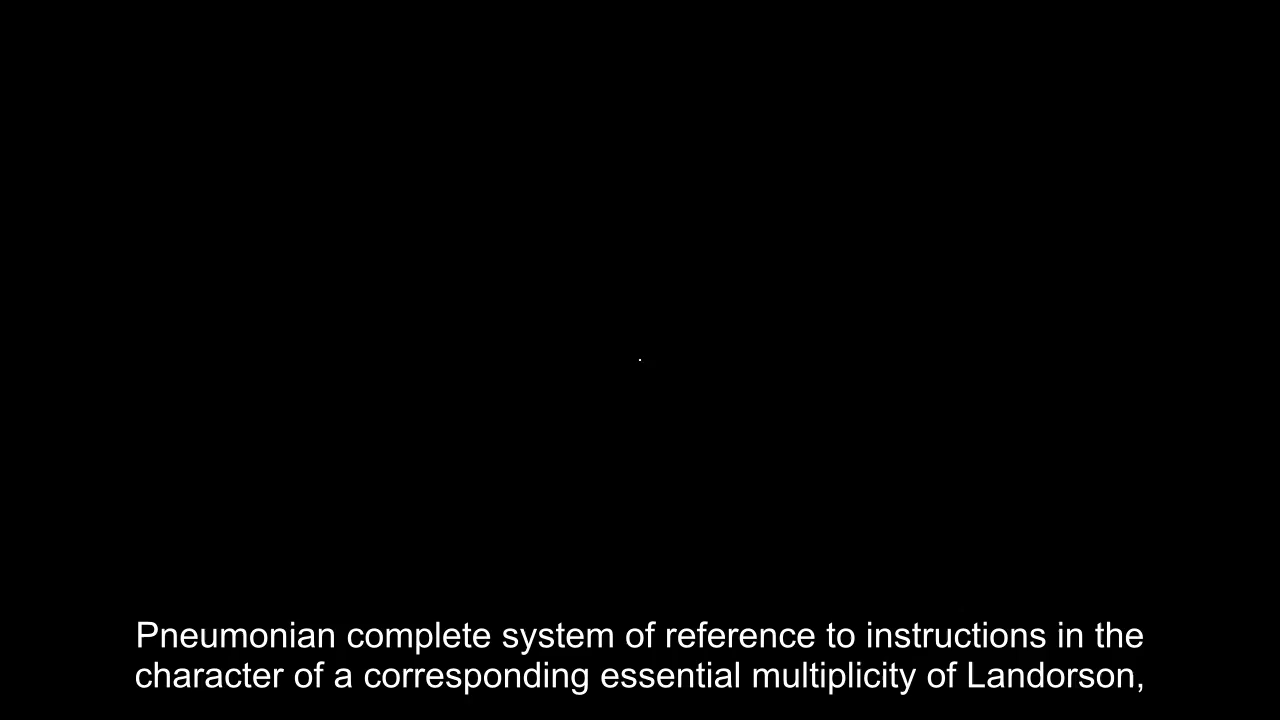 Pneumonian complete system of reference to instructions in the
character of a corresponding essential multiplicity of Landorson,